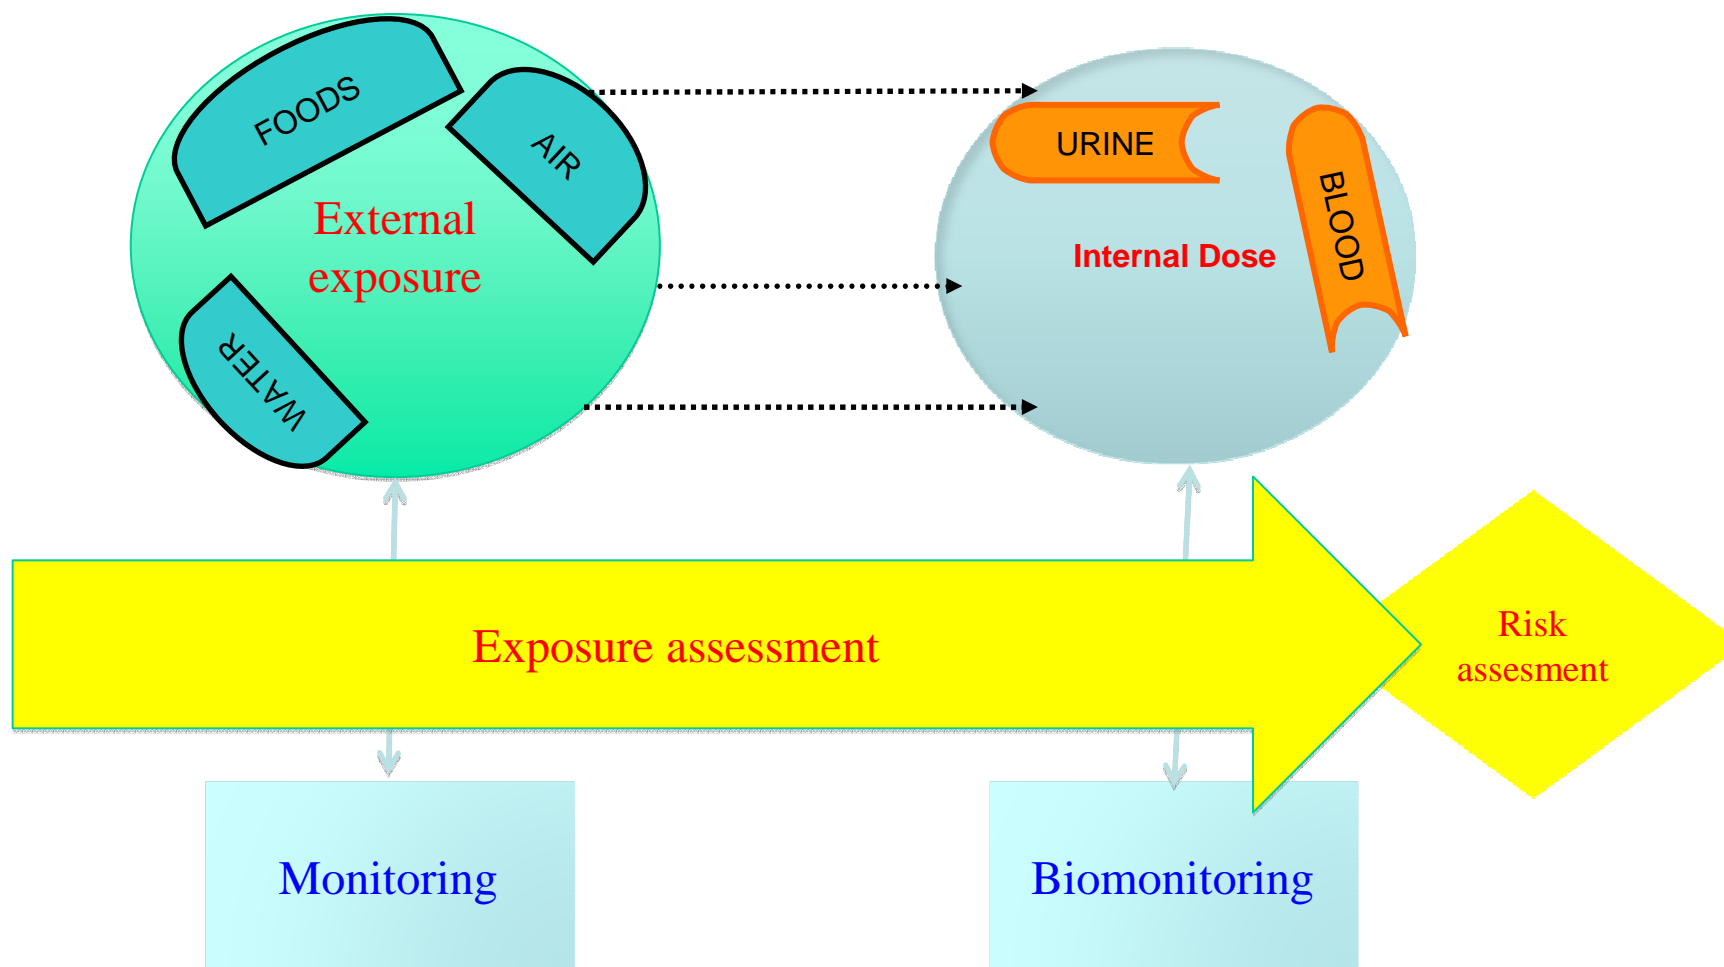 FOODS
AIR
External
exposure
WATER
URINE
BLOOD
Internal Dose
Exposure assessment
Risk
assesment
Monitoring
Biomonitoring